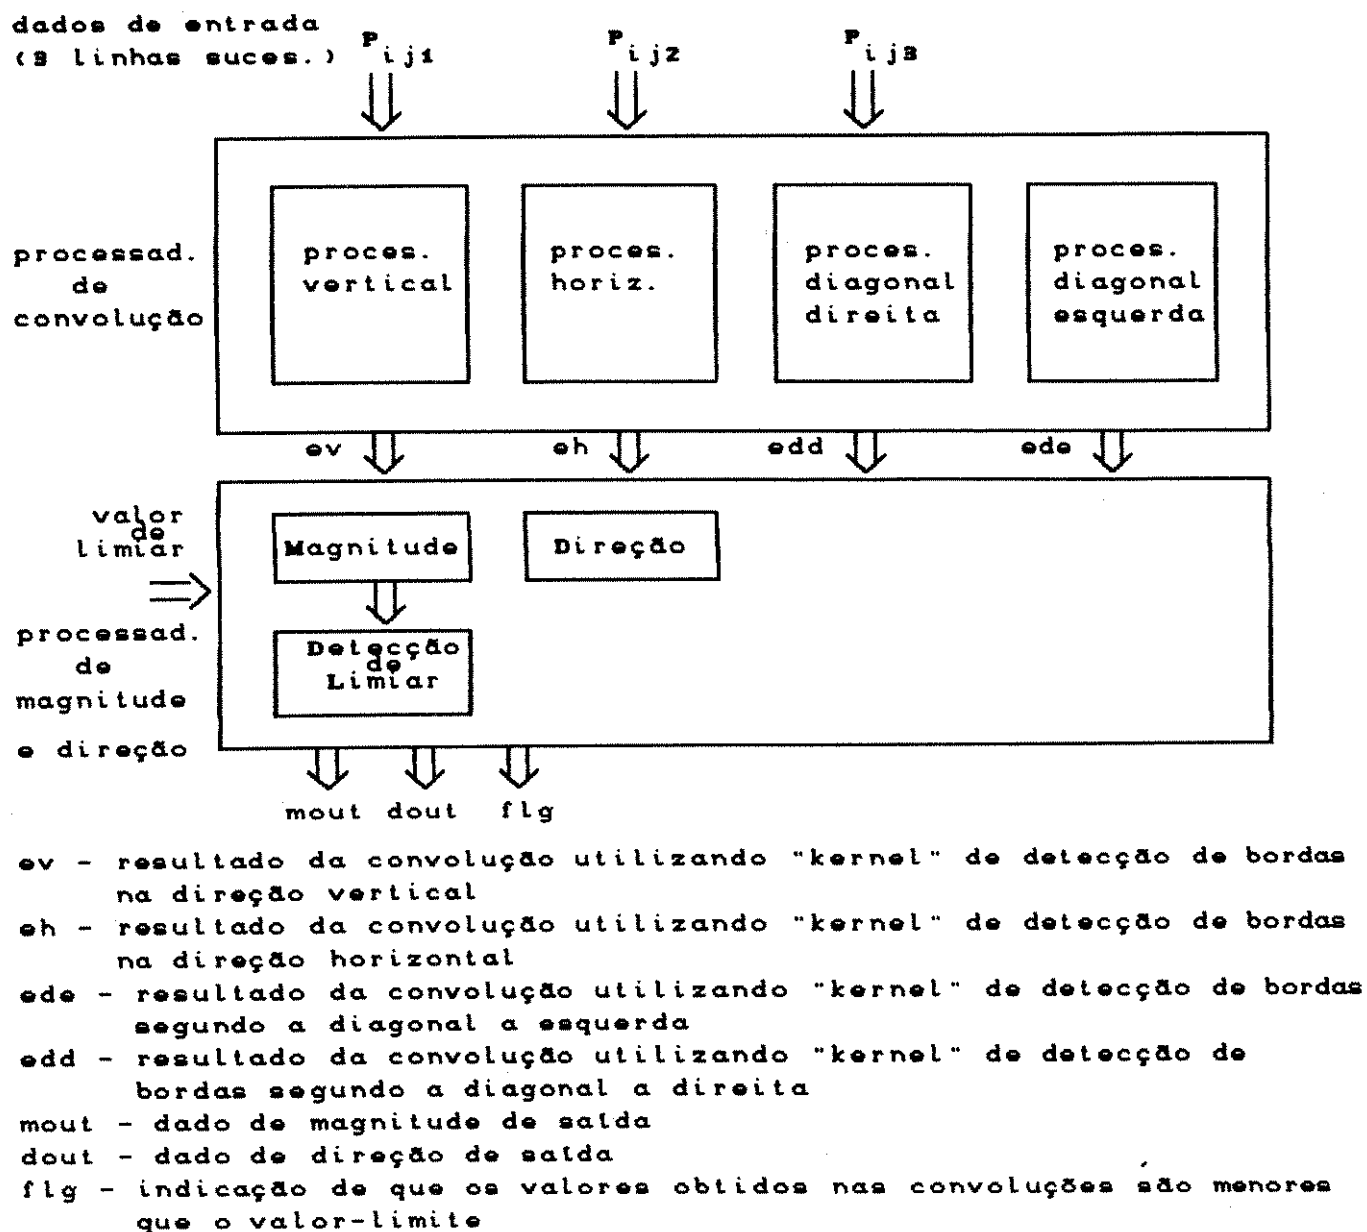 dados de entrada
(3 linhas suces.)
Pij1
Pij2
Pij3
processad.
de
convolução
proces.
vertical
proces.
horiz.
proces.
diagonal
direita
proces.
diagonal
esquerda
ev
eh
edd
ede
valor
de
limiar
Magnitude
Direção
processad.
de
magnitude
e direção
Detecção
de
Limiar
mout dout flg
ev - resultado da convolução utilizando "kernel" de detecção de bordas
na direção vertical
eh - resultado da convolução utilizando "kernel" de detecção de bordas
na direção horizontal
ede - resultado da convolução utilizando "kernel" de detecção de bordas
segundo a diagonal a esquerda
edd - resultado da convolução utilizando "kernel" de detecção de
bordas segundo a diagonal a direita
mout - dado de magnitude de saída
dout - dado de direção de saída
flg - indicação de que os valores obtidos nas convoluções são menores
que o valor-limite